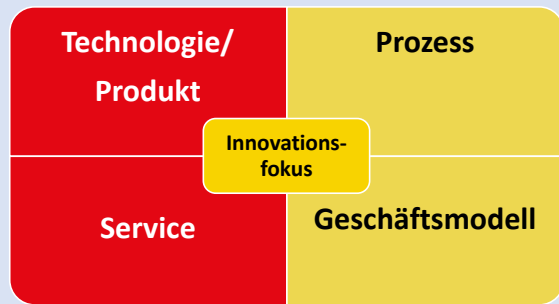 Technologie/
Produkt
Prozess
Innovations-
fokus
Service
Geschäftsmodell